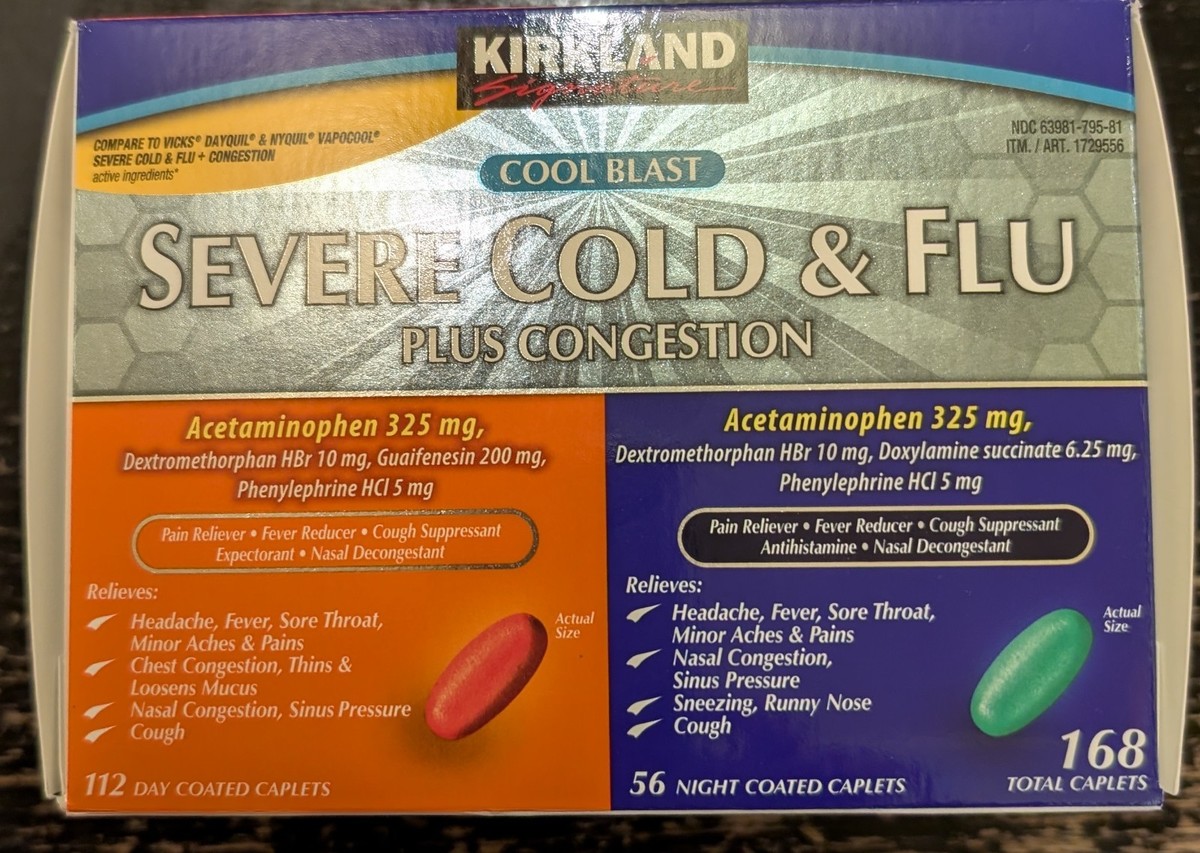 KIRKLAND
Signature
COMPARE TO VICKS® DAYQUIL® & NYQUIL® VAPOCOOL®
SEVERE COLD & FLU + CONGESTION
active ingredients*
NDC 63981-795-81
ITM. / ART. 1729556
COOL BLAST
SEVERE COLD & FLU
PLUS CONGESTION
Acetaminophen 325 mg,
Dextromethorphan HBr 10 mg, Guaifenesin 200 mg,
Phenylephrine HCl 5 mg
Pain Reliever • Fever Reducer • Cough Suppressant
Expectorant • Nasal Decongestant
Relieves:
Headache, Fever, Sore Throat,
Minor Aches & Pains
Chest Congestion, Thins &
Loosens Mucus
Nasal Congestion, Sinus Pressure
Cough
Actual
Size
112 DAY COATED CAPLETS
Acetaminophen 325 mg,
Dextromethorphan HBr 10 mg, Doxylamine succinate 6.25 mg,
Phenylephrine HCl 5 mg
Pain Reliever • Fever Reducer • Cough Suppressant
Antihistamine • Nasal Decongestant
Relieves:
Headache, Fever, Sore Throat,
Minor Aches & Pains
Nasal Congestion,
Sinus Pressure
Sneezing, Runny Nose
Cough
Actual
Size
56 NIGHT COATED CAPLETS
168
TOTAL CAPLETS